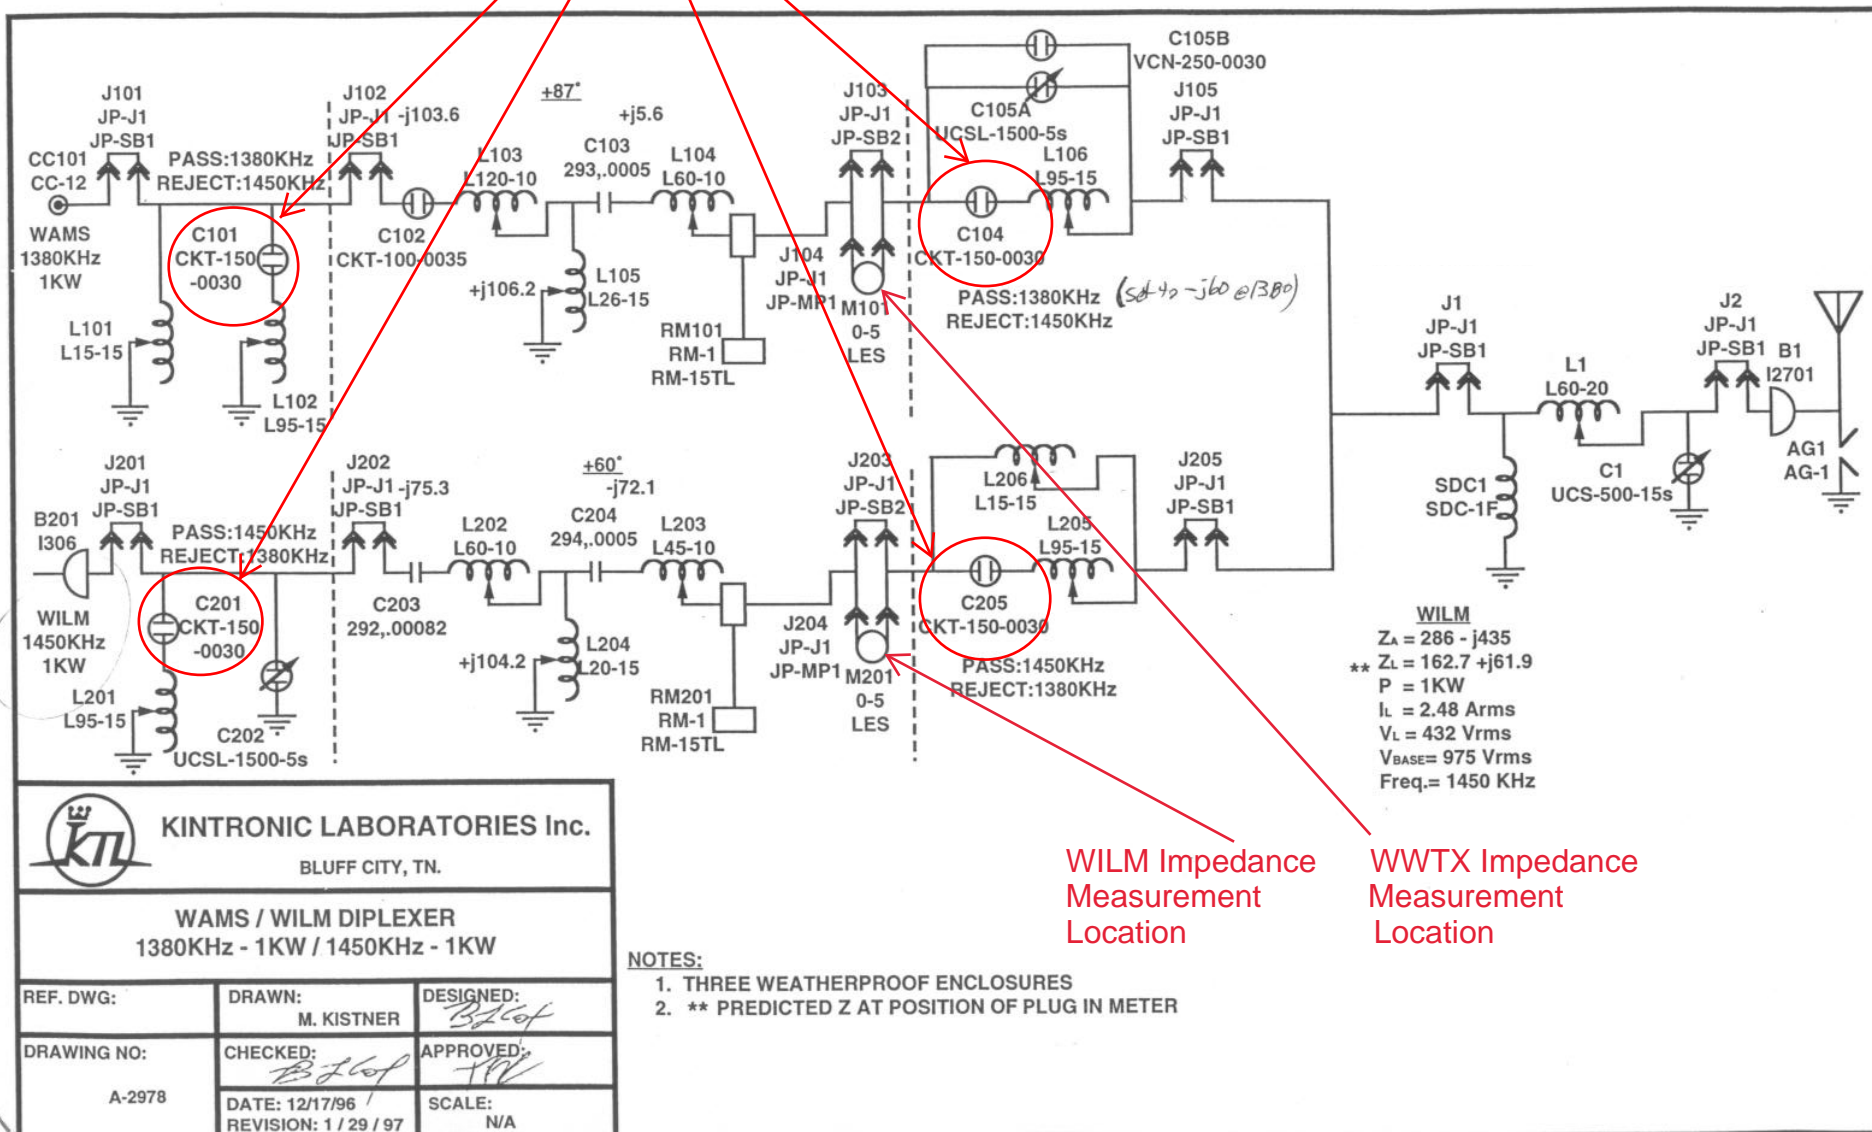 C105B
VCN-250-0030
C105A
UCSL-1500-5s
J101
JP-J1
JP-SB1
CC101
CC-12
WAMS
1380KHz
1KW
PASS:1380KHz
REJECT:1450KHz
C101
CKT-150
-0030
L101
L15-15
L102
L95-15
J102
JP-J1
JP-SB1
-j103.6
C102
CKT-100-0035
+87°
L103
L120-10
+j5.6
C103
293,.0005
L104
L60-10
+j106.2
L105
L26-15
RM101
RM-1
RM-15TL
J103
JP-J1
JP-SB2
J104
JP-J1
JP-MP1
M101
0-5
LES
L106
L95-15
C104
CKT-150-0030
PASS:1380KHz
REJECT:1450KHz
(set to -j60 @1380)
J105
JP-J1
JP-SB1
J201
JP-J1
JP-SB1
B201
I306
WILM
1450KHz
1KW
PASS:1450KHz
REJECT:1380KHz
C201
CKT-150
-0030
L201
L95-15
C202
UCSL-1500-5s
J202
JP-J1
JP-SB1
-j75.3
C203
292,.00082
+60°
-j72.1
L202
L60-10
C204
294,.0005
L203
L45-10
+j104.2
L204
L20-15
RM201
RM-1
RM-15TL
J203
JP-J1
JP-SB2
J204
JP-J1
JP-MP1
M201
0-5
LES
L206
L15-15
L205
L95-15
C205
CKT-150-0030
PASS:1450KHz
REJECT:1380KHz
J205
JP-J1
JP-SB1
J1
JP-J1
JP-SB1
SDC1
SDC-1F
L1
L60-20
C1
UCS-500-15s
J2
JP-J1
JP-SB1
B1
I2701
AG1
AG-1
WILM
ZA = 286 - j435
** ZL = 162.7 +j61.9
P = 1KW
IL = 2.48 Arms
VL = 432 Vrms
VBASE= 975 Vrms
Freq.= 1450 KHz
WILM Impedance
Measurement
Location
WWTX Impedance
Measurement
Location
KTL
KINTRONIC LABORATORIES Inc.
BLUFF CITY, TN.
WAMS / WILM DIPLEXER
1380KHz - 1KW / 1450KHz - 1KW
REF. DWG:
DRAWN:
M. KISTNER
DESIGNED:
DRAWING NO:
A-2978
CHECKED:
APPROVED:
DATE: 12/17/96
REVISION: 1 / 29 / 97
SCALE:
N/A
NOTES:
1. THREE WEATHERPROOF ENCLOSURES
2. ** PREDICTED Z AT POSITION OF PLUG IN METER